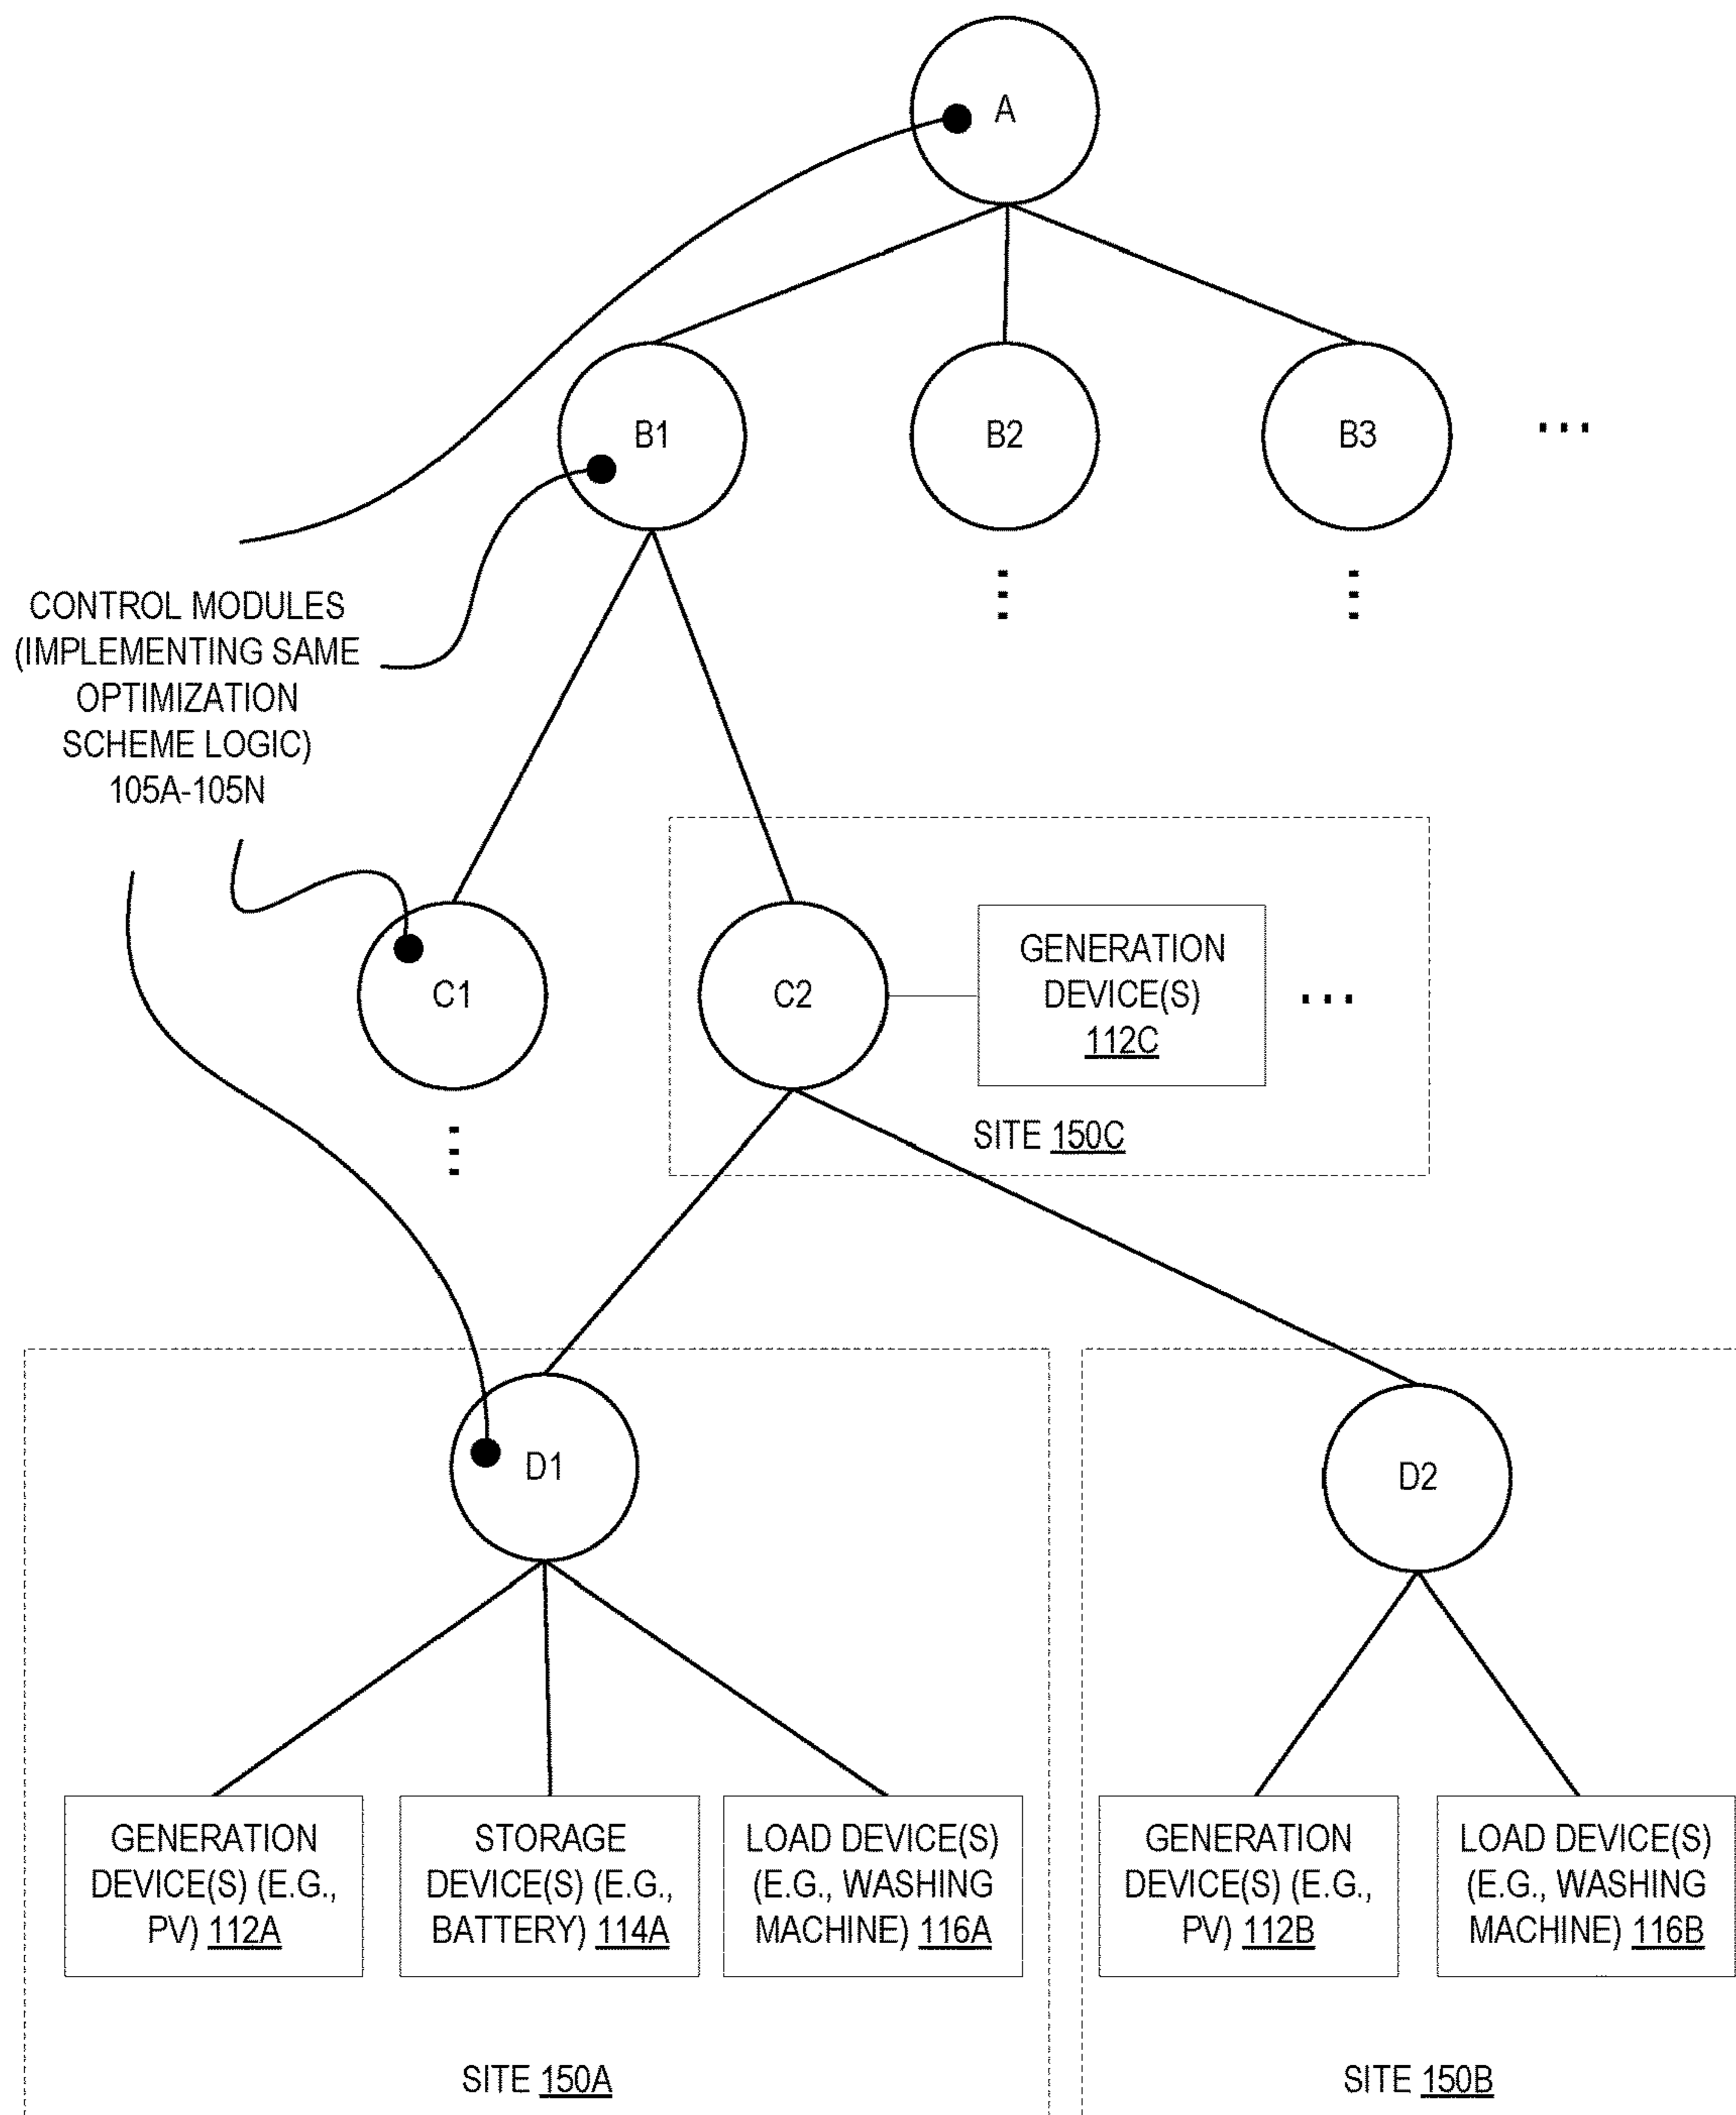 A
B1
B2
B3
...
CONTROL MODULES
(IMPLEMENTING SAME
OPTIMIZATION
SCHEME LOGIC)
105A-105N
C1
C2
GENERATION
DEVICE(S)
112C
...
SITE 150C
D1
D2
GENERATION
DEVICE(S) (E.G.,
PV) 112A
STORAGE
DEVICE(S) (E.G.,
BATTERY) 114A
LOAD DEVICE(S)
(E.G., WASHING
MACHINE) 116A
GENERATION
DEVICE(S) (E.G.,
PV) 112B
LOAD DEVICE(S)
(E.G., WASHING
MACHINE) 116B
SITE 150A
SITE 150B